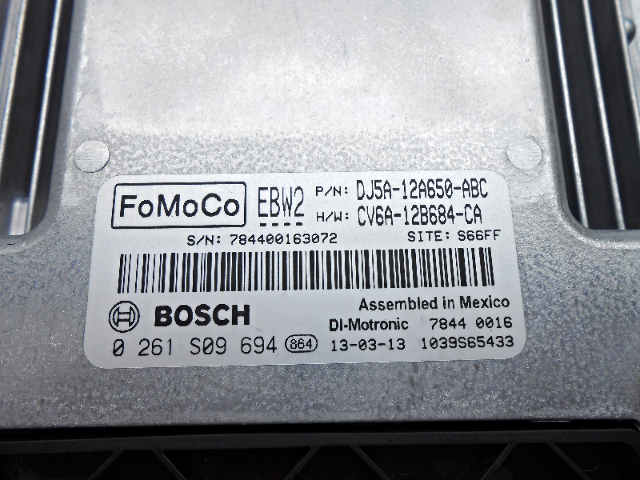 FoMoCo EBW2 P/N: DJ5A-12A650-ABC
H/W: CV6A-12B684-CA
S/N: 784400163072 SITE: S66FF
BOSCH Assembled in Mexico
DI-Motronic 7844 0016
0 261 S09 694 864 13-03-13 1039S65433